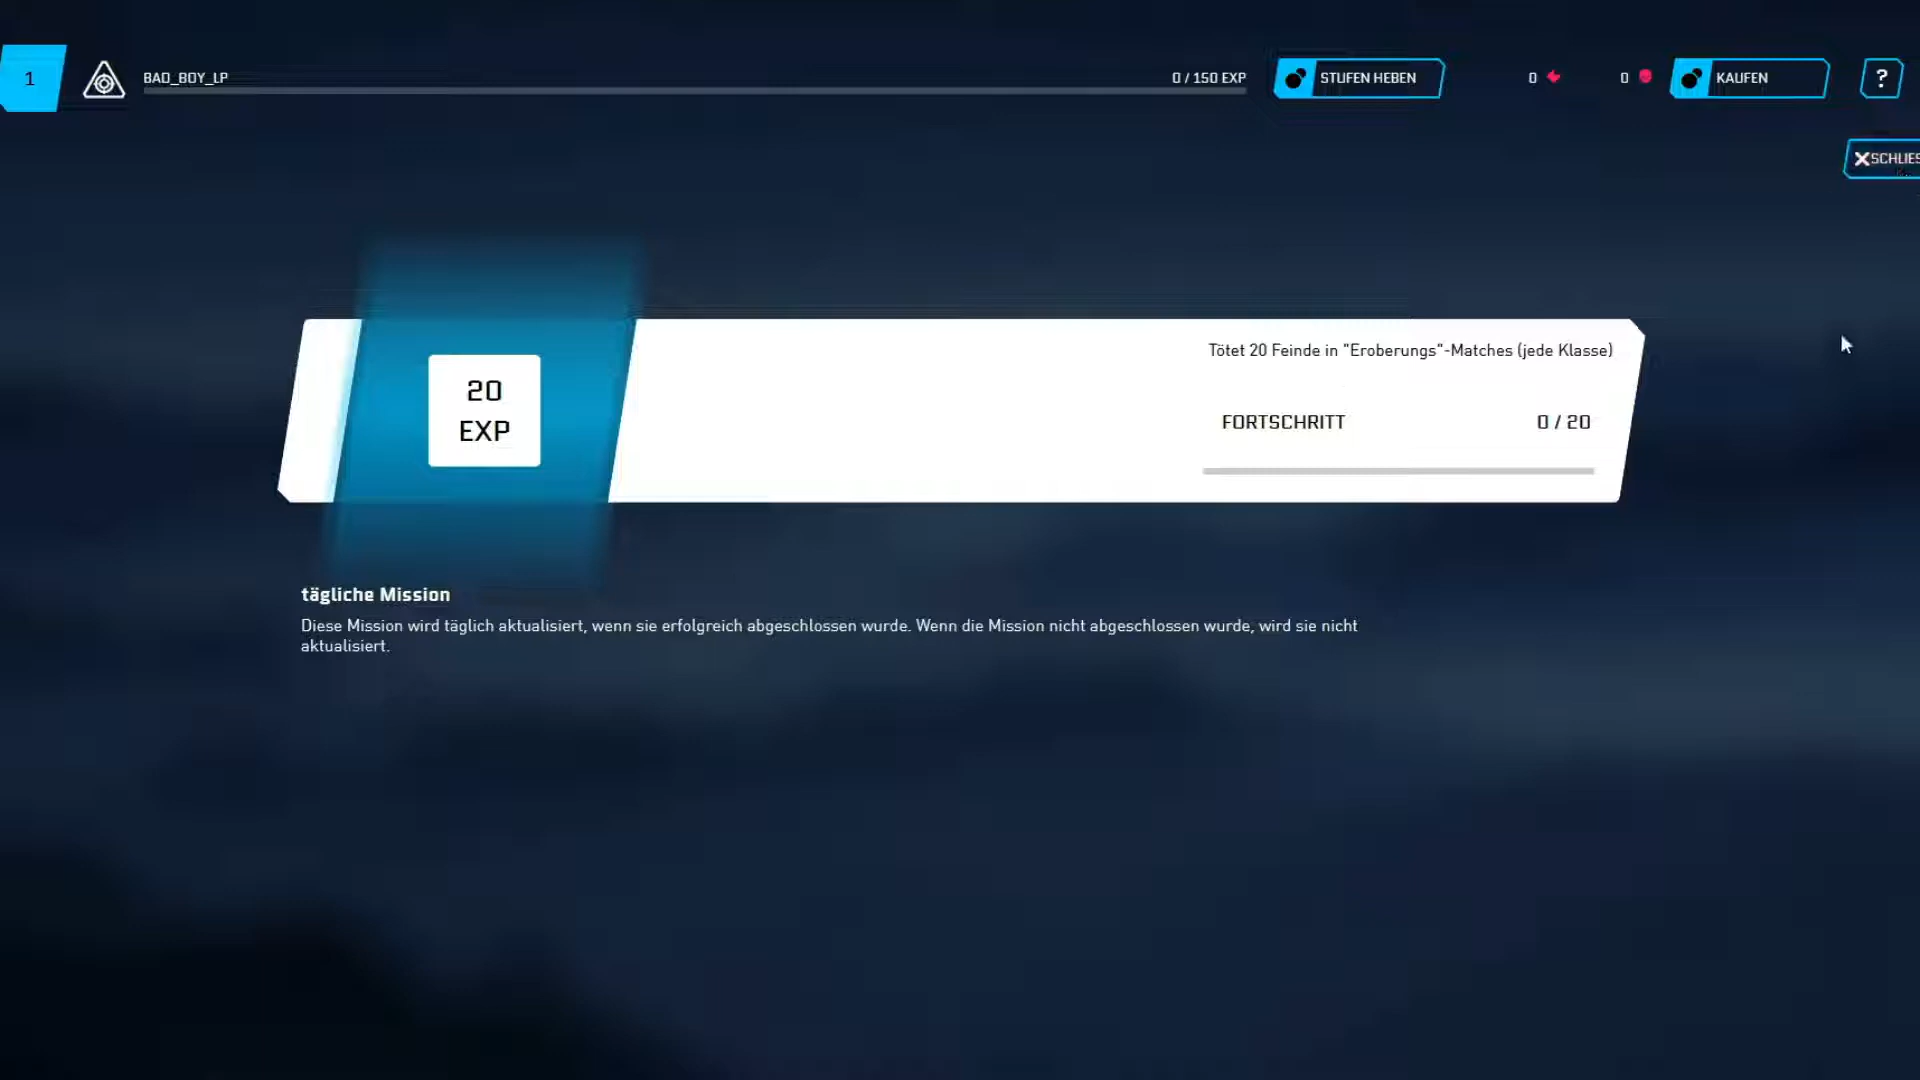 1
BAD_BOY_LP
0 / 150 EXP
STUFEN HEBEN
0
0
KAUFEN
?
SCHLIES
Tötet 20 Feinde in "Eroberungs"-Matches (jede Klasse)
20
EXP
FORTSCHRITT
0 / 20
tägliche Mission
Diese Mission wird täglich aktualisiert, wenn sie erfolgreich abgeschlossen wurde. Wenn die Mission nicht abgeschlossen wurde, wird sie nicht
aktualisiert.